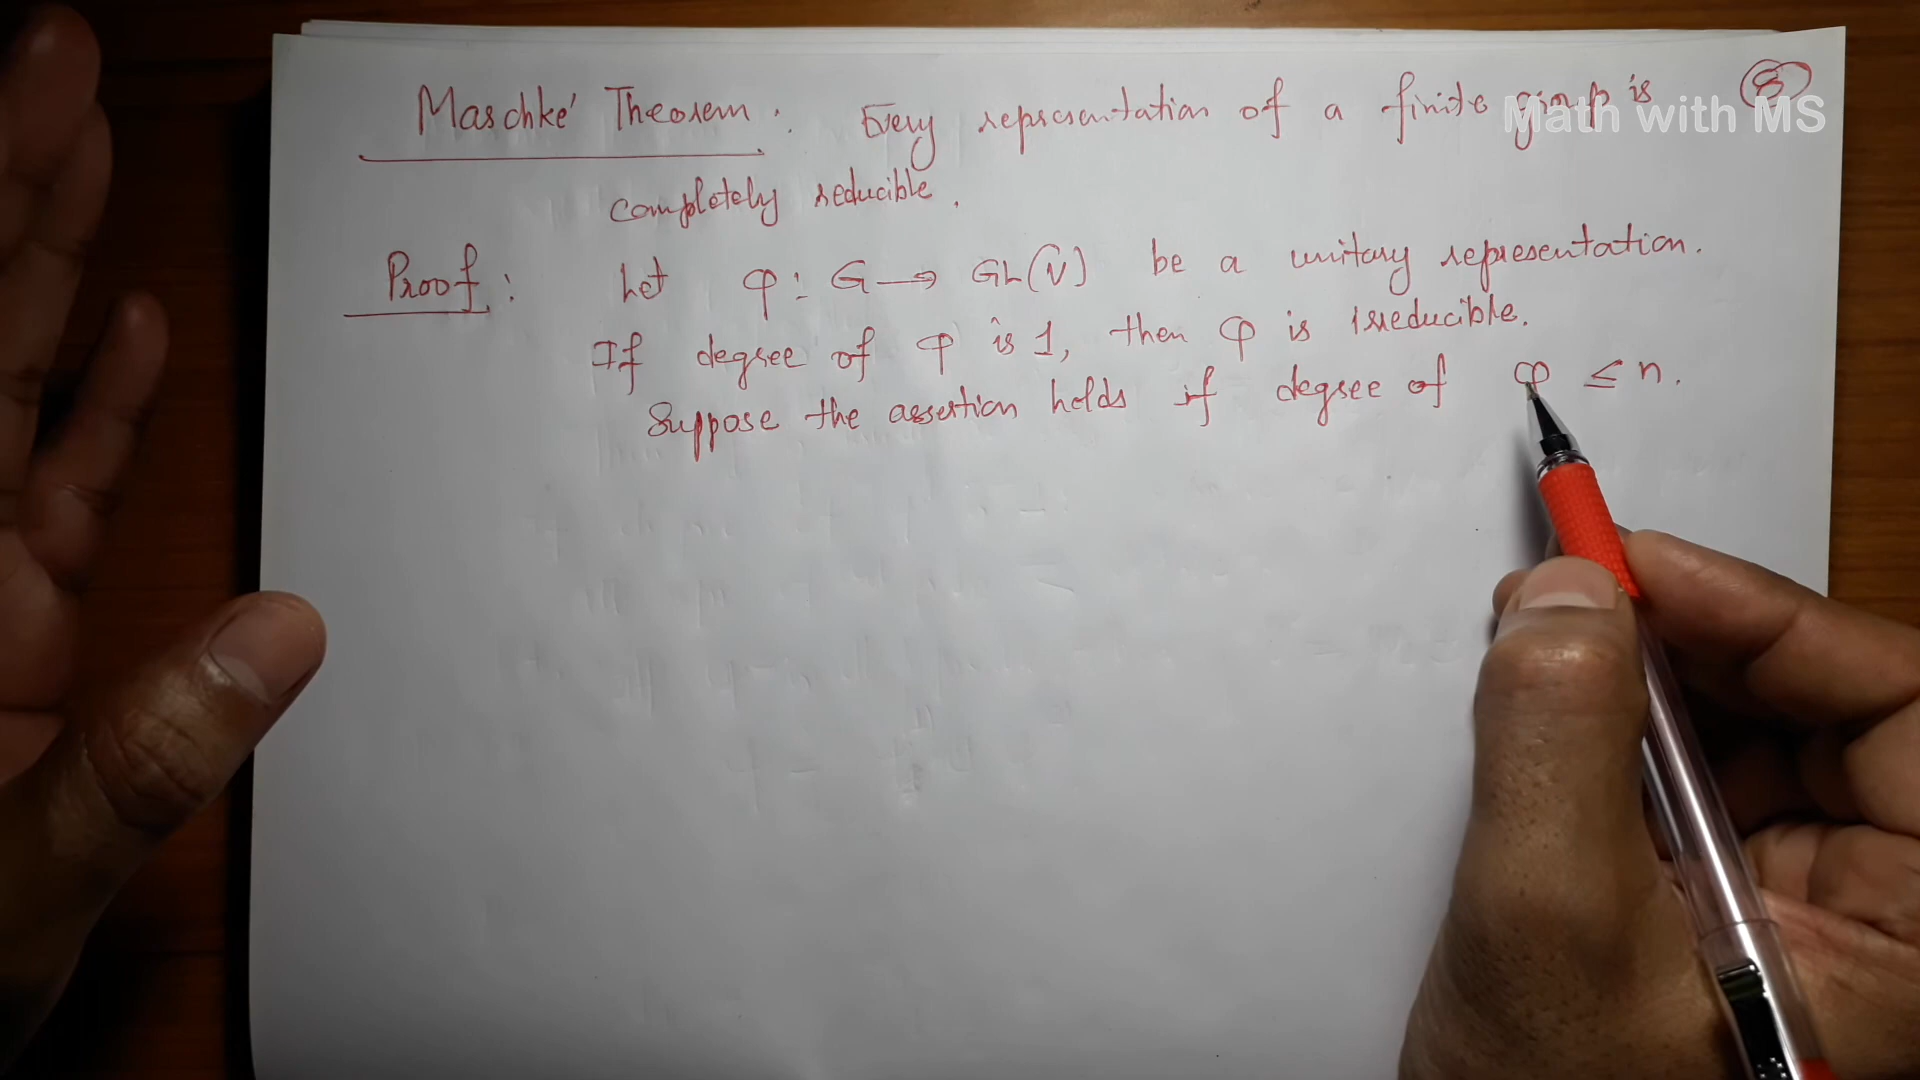 Maschke' Theorem : Every representation of a finite group is 8
Math with MS
completely reducible.
Proof : Let φ : G → GL(V) be a unitary representation.
If degree of φ is 1, then φ is irreducible.
Suppose the assertion holds if degree of φ ≤ n.